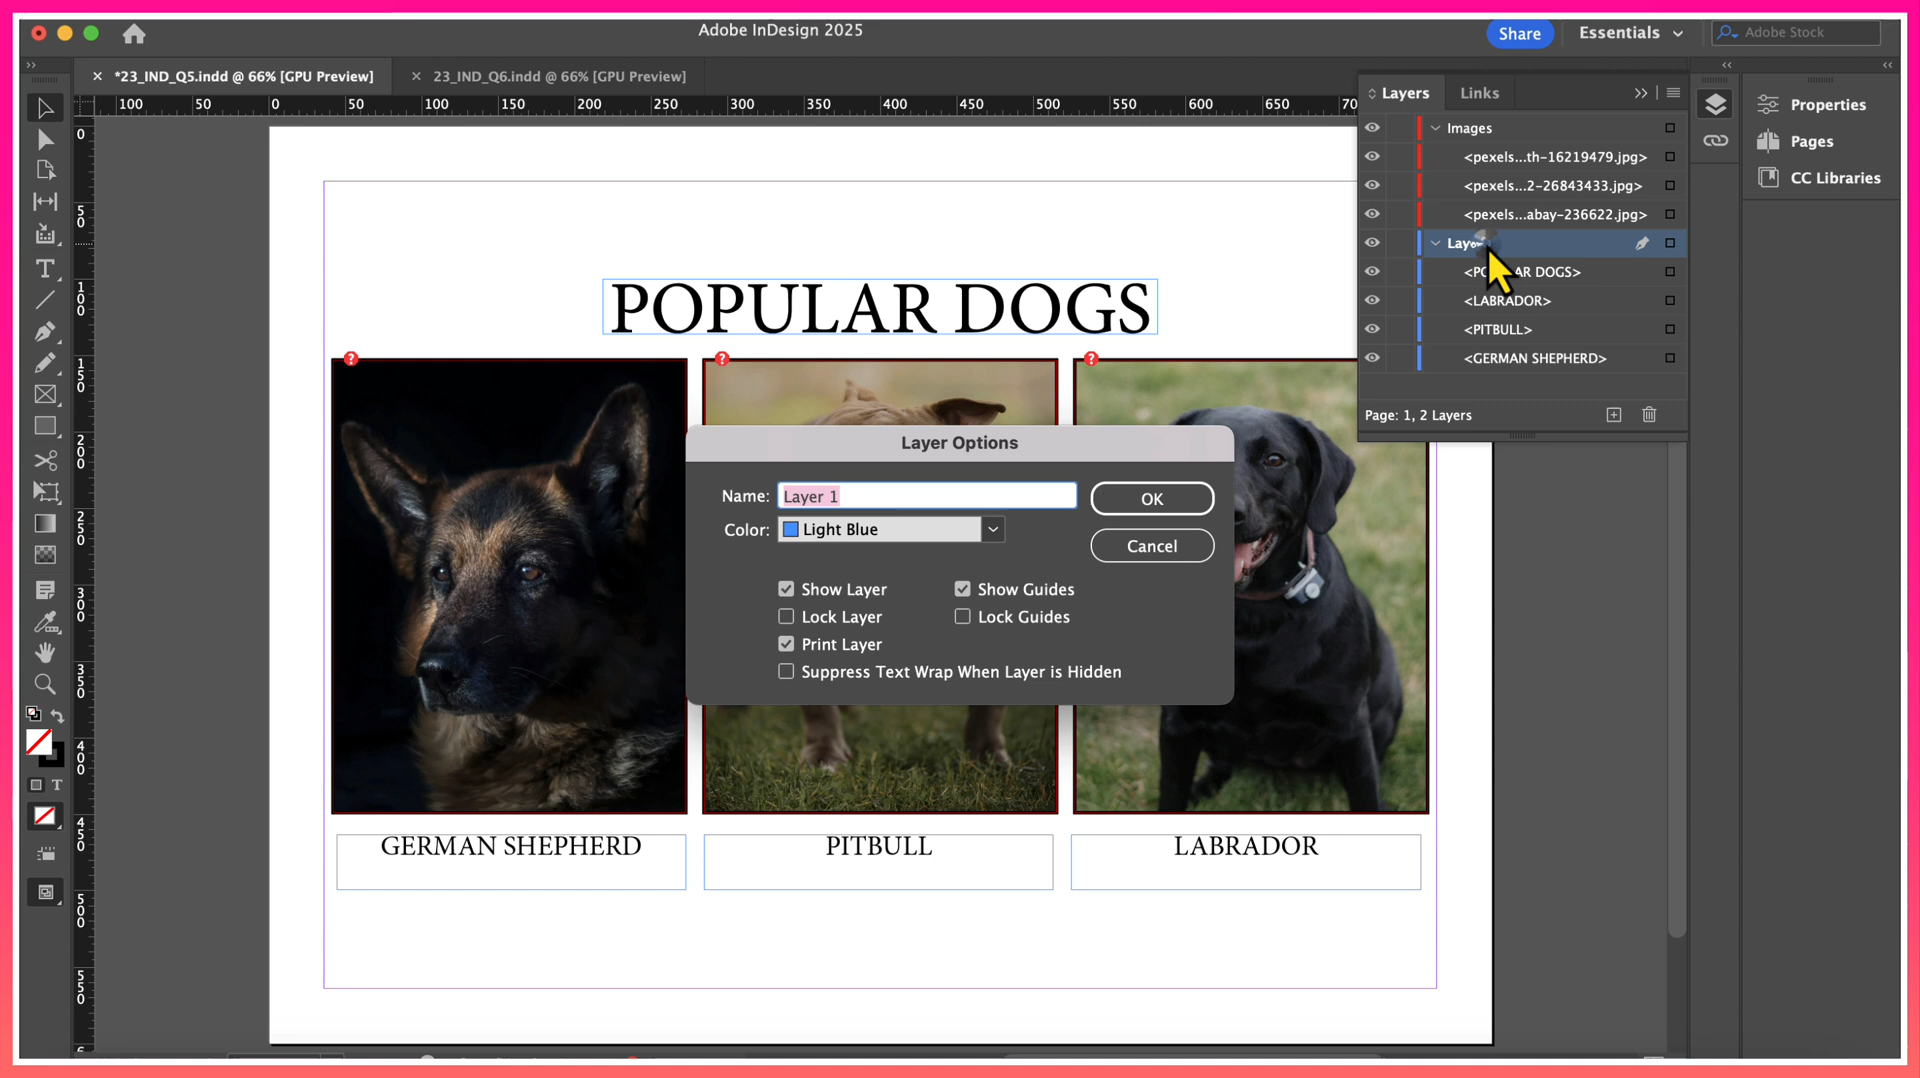 Adobe InDesign 2025
Share
Essentials
Adobe Stock
*23_IND_Q5.indd @ 66% [GPU Preview]
23_IND_Q6.indd @ 66% [GPU Preview]
100 50 0 50 100 150 200 250 300 350 400 450 500 550 600 650
Layers
Links
Images
<pexels...th-16219479.jpg>
<pexels...2-26843433.jpg>
<pexels...abay-236622.jpg>
<LABRADOR>
<PITBULL>
<GERMAN SHEPHERD>
Page: 1, 2 Layers
Properties
Pages
CC Libraries
0
50
100
150
200
250
300
350
400
450
500
550
POPULAR DOGS
Layer Options
Name: Layer 1
OK
Color: Light Blue
Cancel
Show Layer
Show Guides
Lock Layer
Lock Guides
Print Layer
Suppress Text Wrap When Layer is Hidden
GERMAN SHEPHERD
PITBULL
LABRADOR